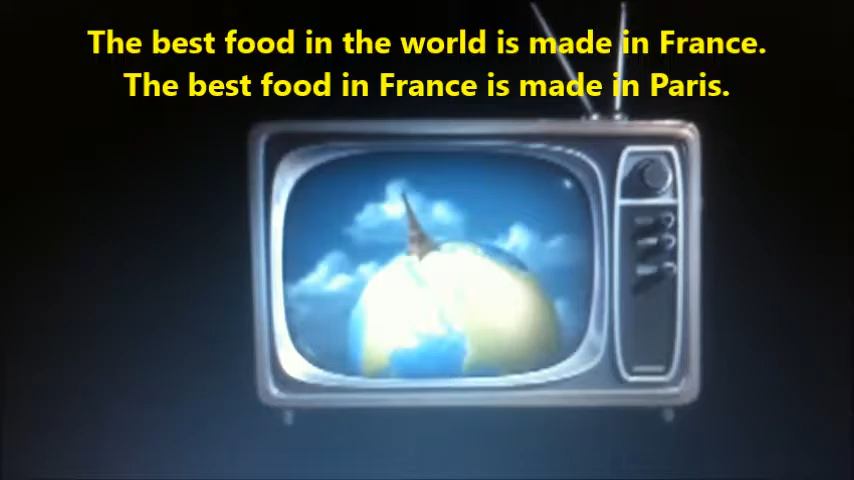 The best food in the world is made in France.
The best food in France is made in Paris.